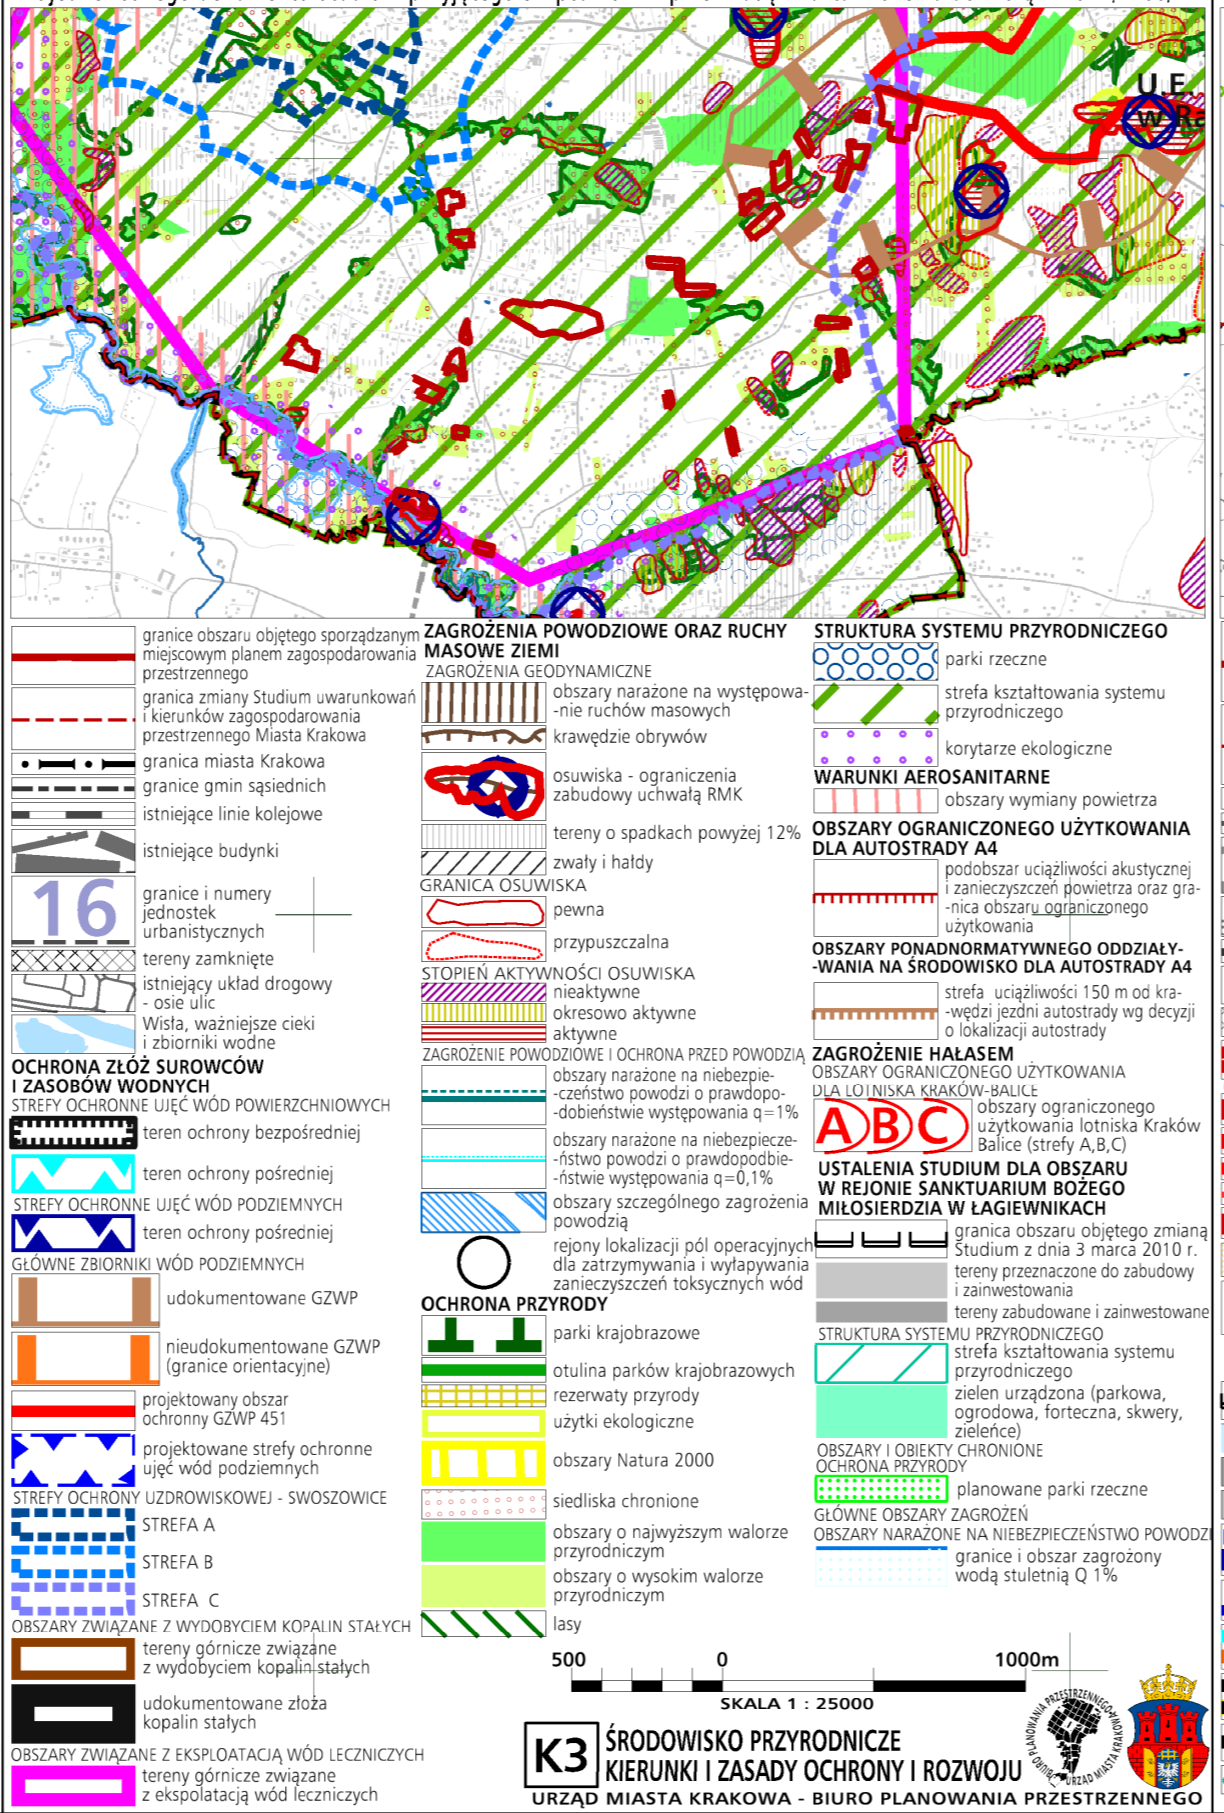 U.E.
w Ra
granice obszaru objętego sporządzanym
miejscowym planem zagospodarowania
przestrzennego
granica zmiany Studium uwarunkowań
i kierunków zagospodarowania
przestrzennego Miasta Krakowa
granica miasta Krakowa
granice gmin sąsiednich
istniejące linie kolejowe
istniejące budynki
16
granice i numery
jednostek
urbanistycznych
tereny zamknięte
istniejący układ drogowy
- osie ulic
Wisła, ważniejsze cieki
i zbiorniki wodne
OCHRONA ZŁÓŻ SUROWCÓW
I ZASOBÓW WODNYCH
STREFY OCHRONNE UJĘĆ WÓD POWIERZCHNIOWYCH
teren ochrony bezpośredniej
teren ochrony pośredniej
STREFY OCHRONNE UJĘĆ WÓD PODZIEMNYCH
teren ochrony pośredniej
GŁÓWNE ZBIORNIKI WÓD PODZIEMNYCH
udokumentowane GZWP
nieudokumentowane GZWP
(granice orientacyjne)
projektowany obszar
ochronny GZWP 451
projektowane strefy ochronne
ujęć wód podziemnych
STREFY OCHRONY UZDROWISKOWEJ - SWOSZOWICE
STREFA A
STREFA B
STREFA C
OBSZARY ZWIĄZANE Z WYDOBYCIEM KOPALIN STAŁYCH
tereny górnicze związane
z wydobyciem kopalin stałych
udokumentowane złoża
kopalin stałych
OBSZARY ZWIĄZANE Z EKSPLOATACJĄ WÓD LECZNICZYCH
tereny górnicze związane
z ekspolatacją wód leczniczych
ZAGROŻENIA POWODZIOWE ORAZ RUCHY
MASOWE ZIEMI
ZAGROŻENIA GEODYNAMICZNE
obszary narażone na występowa-
-nie ruchów masowych
krawędzie obrywów
osuwiska - ograniczenia
zabudowy uchwałą RMK
tereny o spadkach powyżej 12%
zwały i hałdy
GRANICA OSUWISKA
pewna
przypuszczalna
STOPIEŃ AKTYWNOŚCI OSUWISKA
nieaktywne
okresowo aktywne
aktywne
ZAGROŻENIE POWODZIOWE I OCHRONA PRZED POWODZIĄ
obszary narażone na niebezpie-
-czeństwo powodzi o prawdopo-
-dobieństwie występowania q=1%
obszary narażone na niebezpiecze-
-ństwo powodzi o prawdopodbie-
-ństwie występowania q=0,1%
obszary szczególnego zagrożenia
powodzią
rejony lokalizacji pól operacyjnych
dla zatrzymywania i wyłapywania
zanieczyszczeń toksycznych wód
OCHRONA PRZYRODY
parki krajobrazowe
otulina parków krajobrazowych
rezerwaty przyrody
użytki ekologiczne
obszary Natura 2000
siedliska chronione
obszary o najwyższym walorze
przyrodniczym
obszary o wysokim walorze
przyrodniczym
lasy
STRUKTURA SYSTEMU PRZYRODNICZEGO
parki rzeczne
strefa kształtowania systemu
przyrodniczego
korytarze ekologiczne
WARUNKI AEROSANITARNE
obszary wymiany powietrza
OBSZARY OGRANICZONEGO UŻYTKOWANIA
DLA AUTOSTRADY A4
podobszar uciążliwości akustycznej
i zanieczyszczeń powietrza oraz gra-
-nica obszaru ograniczonego
użytkowania
OBSZARY PONADNORMATYWNEGO ODDZIAŁY-
-WANIA NA ŚRODOWISKO DLA AUTOSTRADY A4
strefa uciążliwości 150 m od kra-
-wędzi jezdni autostrady wg decyzji
o lokalizacji autostrady
ZAGROŻENIE HAŁASEM
OBSZARY OGRANICZONEGO UŻYTKOWANIA
DLA LOTNISKA KRAKÓW-BALICE
A B C
obszary ograniczonego
użytkowania lotniska Kraków
Balice (strefy A,B,C)
USTALENIA STUDIUM DLA OBSZARU
W REJONIE SANKTUARIUM BOŻEGO
MIŁOSIERDZIA W ŁAGIEWNIKACH
granica obszaru objętego zmianą
Studium z dnia 3 marca 2010 r.
tereny przeznaczone do zabudowy
i zainwestowania
tereny zabudowane i zainwestowane
STRUKTURA SYSTEMU PRZYRODNICZEGO
strefa kształtowania systemu
przyrodniczego
zielen urządzona (parkowa,
ogrodowa, forteczna, skwery,
zieleńce)
OBSZARY I OBIEKTY CHRONIONE
OCHRONA PRZYRODY
planowane parki rzeczne
GŁÓWNE OBSZARY ZAGROŻEŃ
OBSZARY NARAŻONE NA NIEBEZPIECZEŃSTWO POWODZI
granice i obszar zagrożony
wodą stuletnią Q 1%
500 0 1000m
SKALA 1 : 25000
K3
ŚRODOWISKO PRZYRODNICZE
KIERUNKI I ZASADY OCHRONY I ROZWOJU
BIURO PLANOWANIA PRZESTRZENNEGO
URZĄD MIASTA KRAKOWA
URZĄD MIASTA KRAKOWA - BIURO PLANOWANIA PRZESTRZENNEGO